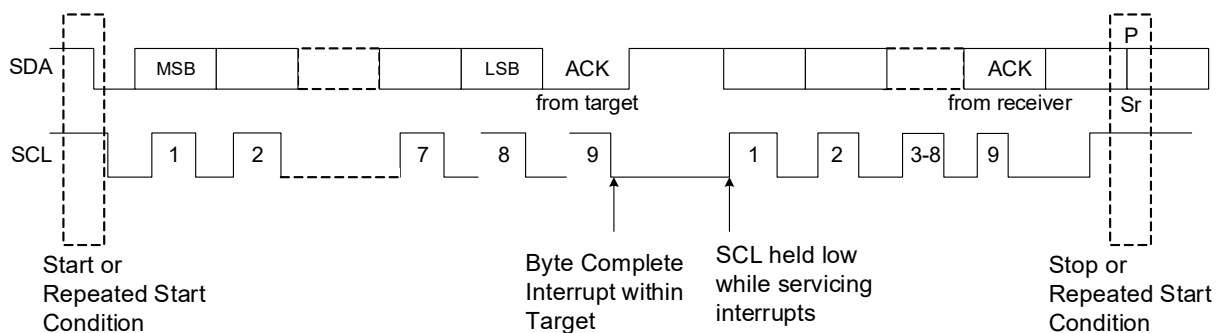 P
SDA MSB LSB ACK ACK
from target from receiver Sr
SCL 1 2 7 8 9 1 2 3-8 9
Start or
Repeated Start
Condition
Byte Complete
Interrupt within
Target
SCL held low
while servicing
interrupts
Stop or
Repeated Start
Condition